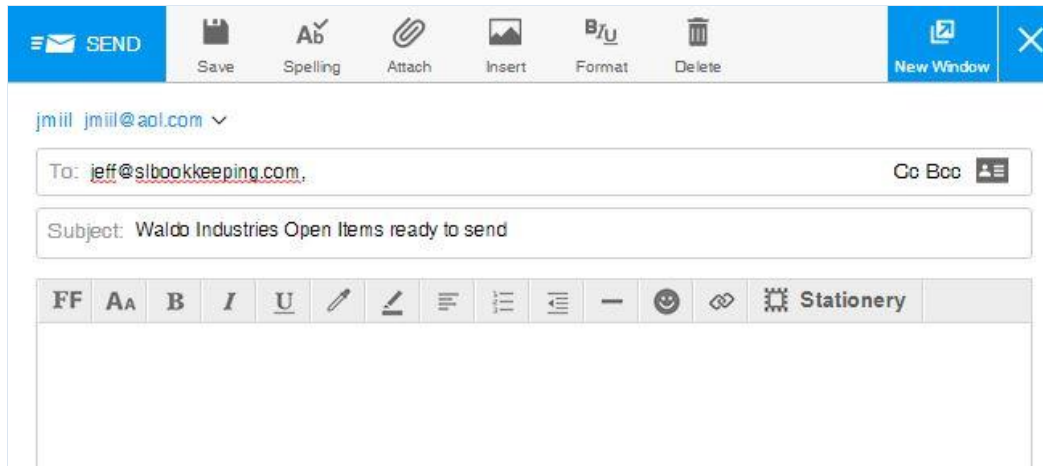 SEND
Save Spelling Attach Insert Format Delete New Window
jmiil jmiil@aol.com
To: jeff@slbookkeeping.com, Cc Bcc
Subject: Waldo Industries Open Items ready to send
FF AA B I U Stationery